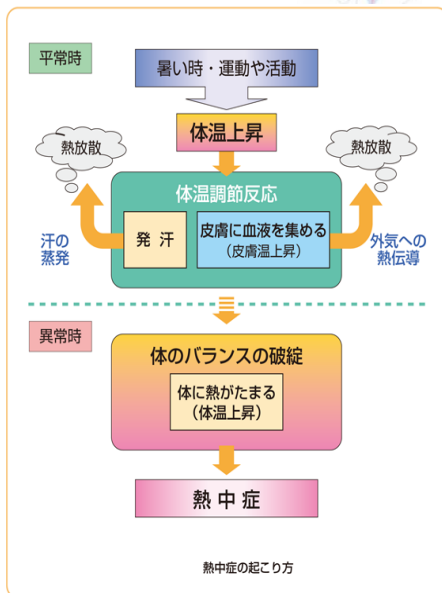 平常時
暑い時・運動や活動
体温上昇
熱放散
熱放散
体温調節反応
発汗
皮膚に血液を集める
（皮膚温上昇）
汗の
蒸発
外気への
熱伝導
異常時
体のバランスの破綻
体に熱がたまる
（体温上昇）
熱中症
熱中症の起こり方